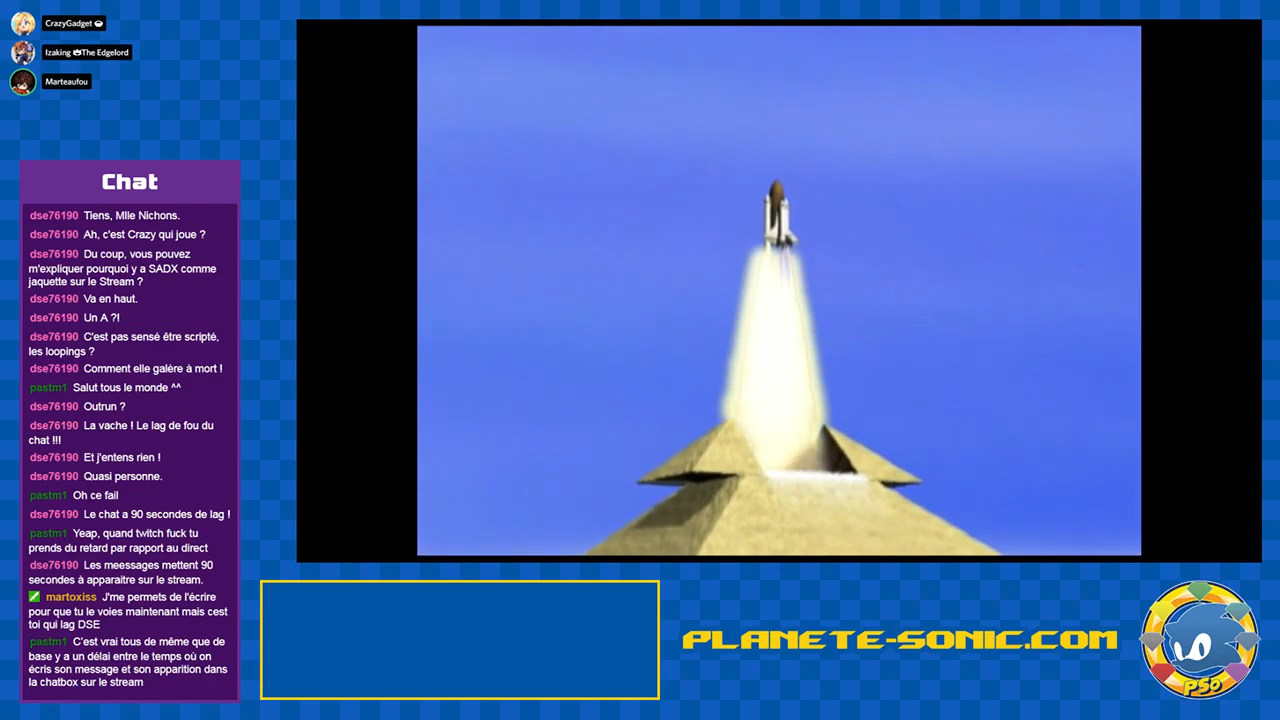 CrazyGadget
Izaking The Edgelord
Marteaufou
Chat
dse76190 Tiens, Mlle Nichons.
dse76190 Ah, c'est Crazy qui joue ?
dse76190 Du coup, vous pouvez
m'expliquer pourquoi y a SADX comme
jaquette sur le Stream ?
dse76190 Va en haut.
dse76190 Un A ?!
dse76190 C'est pas sensé être scripté,
les loopings ?
dse76190 Comment elle galère à mort !
pastm1 Salut tous le monde ^^
dse76190 Outrun ?
dse76190 La vache ! Le lag de fou du
chat !!!
dse76190 Et j'entens rien !
dse76190 Quasi personne.
pastm1 Oh ce fail
dse76190 Le chat a 90 secondes de lag !
pastm1 Yeap, quand twitch fuck tu
prends du retard par rapport au direct
dse76190 Les meessages mettent 90
secondes à apparaitre sur le stream.
martoxiss J'me permets de l'écrire
pour que tu le voies maintenant mais cest
toi qui lag DSE
pastm1 C'est vrai tous de même que de
base y a un délai entre le temps où on
écris son message et son apparition dans
la chatbox sur le stream
PLANETE-SONIC.COM
PSo